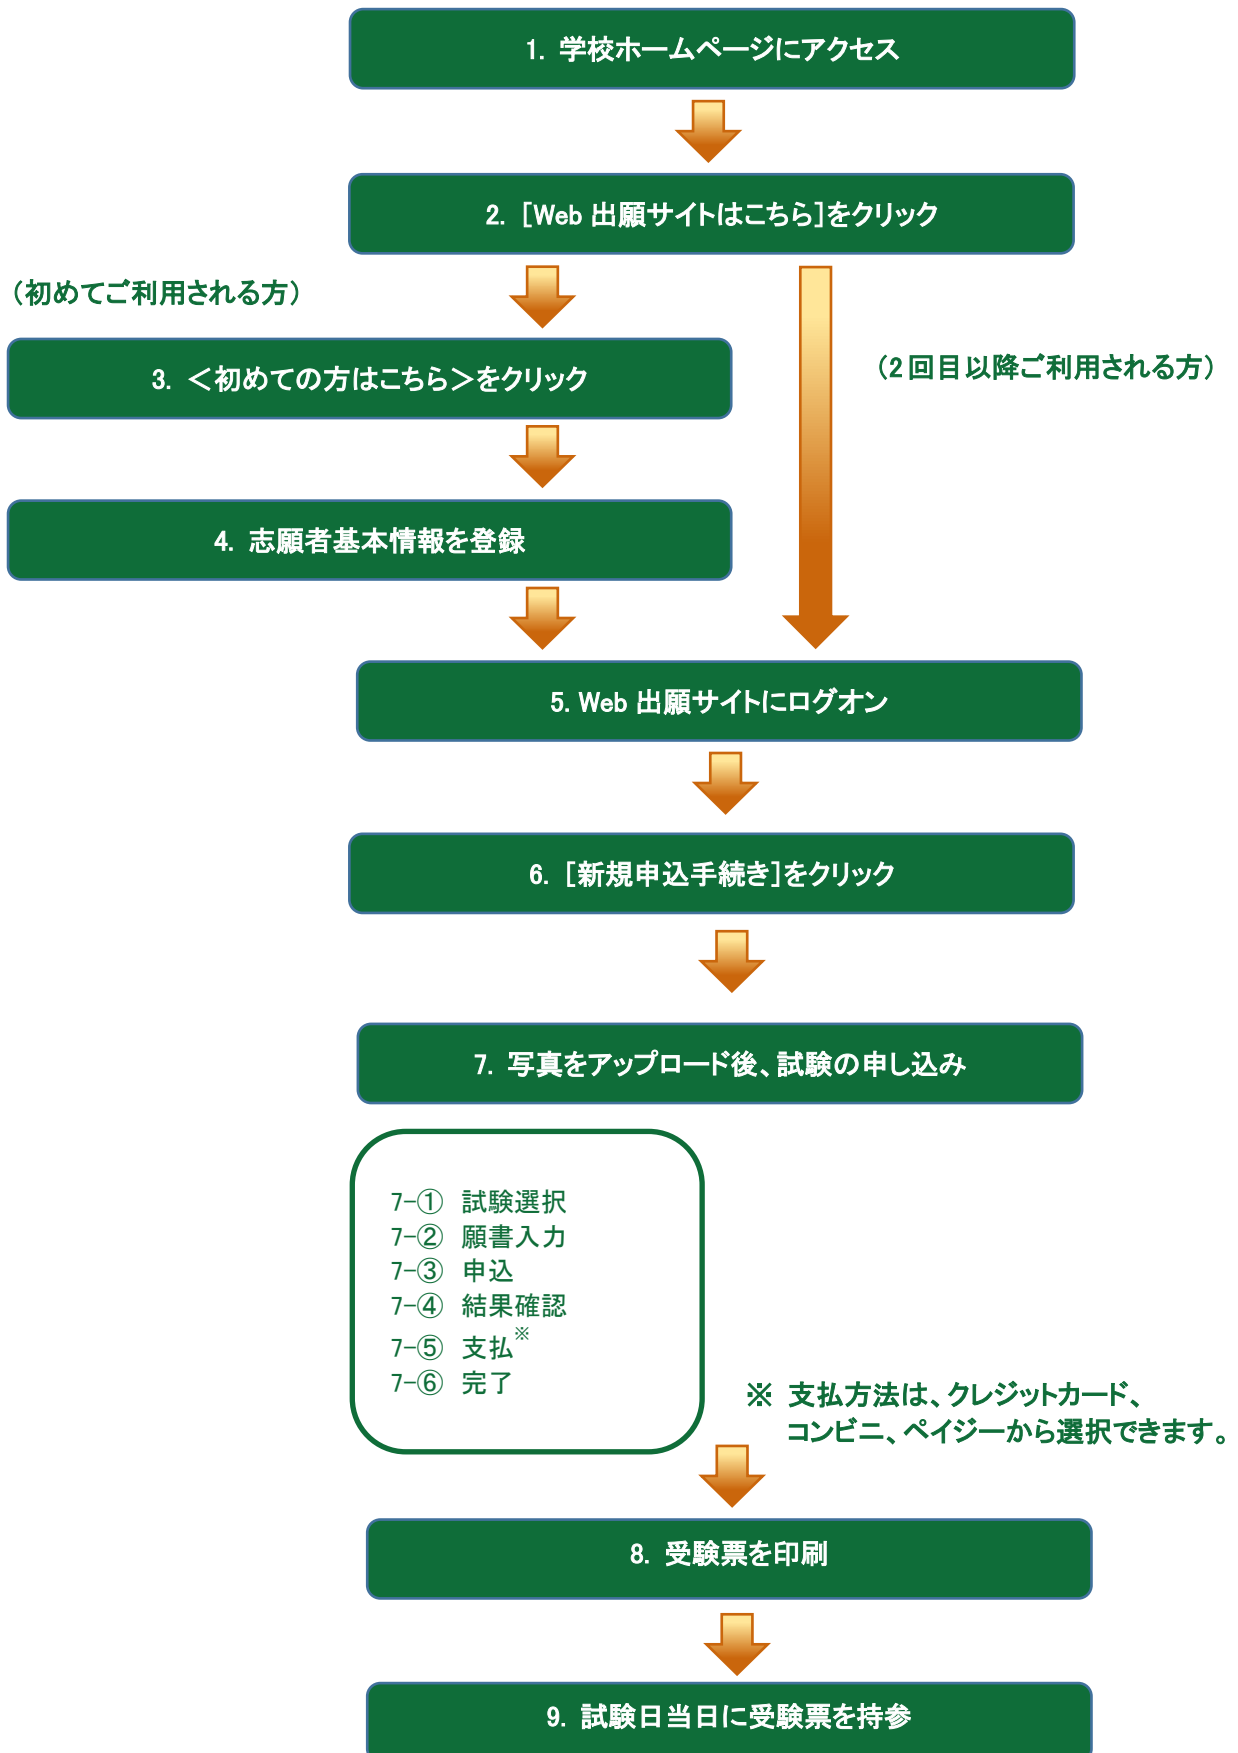 1. 学校ホームページにアクセス
2. [Web 出願サイトはこちら]をクリック
（初めてご利用される方）
3. ＜初めての方はこちら＞をクリック
（2 回目以降ご利用される方）
4. 志願者基本情報を登録
5. Web 出願サイトにログオン
6. [新規申込手続き]をクリック
7. 写真をアップロード後、試験の申し込み
7-① 試験選択
7-② 願書入力
7-③ 申込
7-④ 結果確認
7-⑤ 支払※
7-⑥ 完了
※ 支払方法は、クレジットカード、
コンビニ、ペイジーから選択できます。
8. 受験票を印刷
9. 試験日当日に受験票を持参